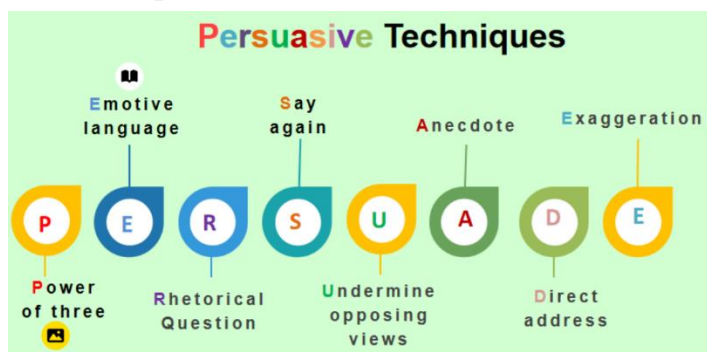 Persuasive Techniques
Emotive
language
Say
again
Anecdote
Exaggeration
P
E
R
S
U
A
D
E
Power
of three
Rhetorical
Question
Undermine
opposing
views
Direct
address